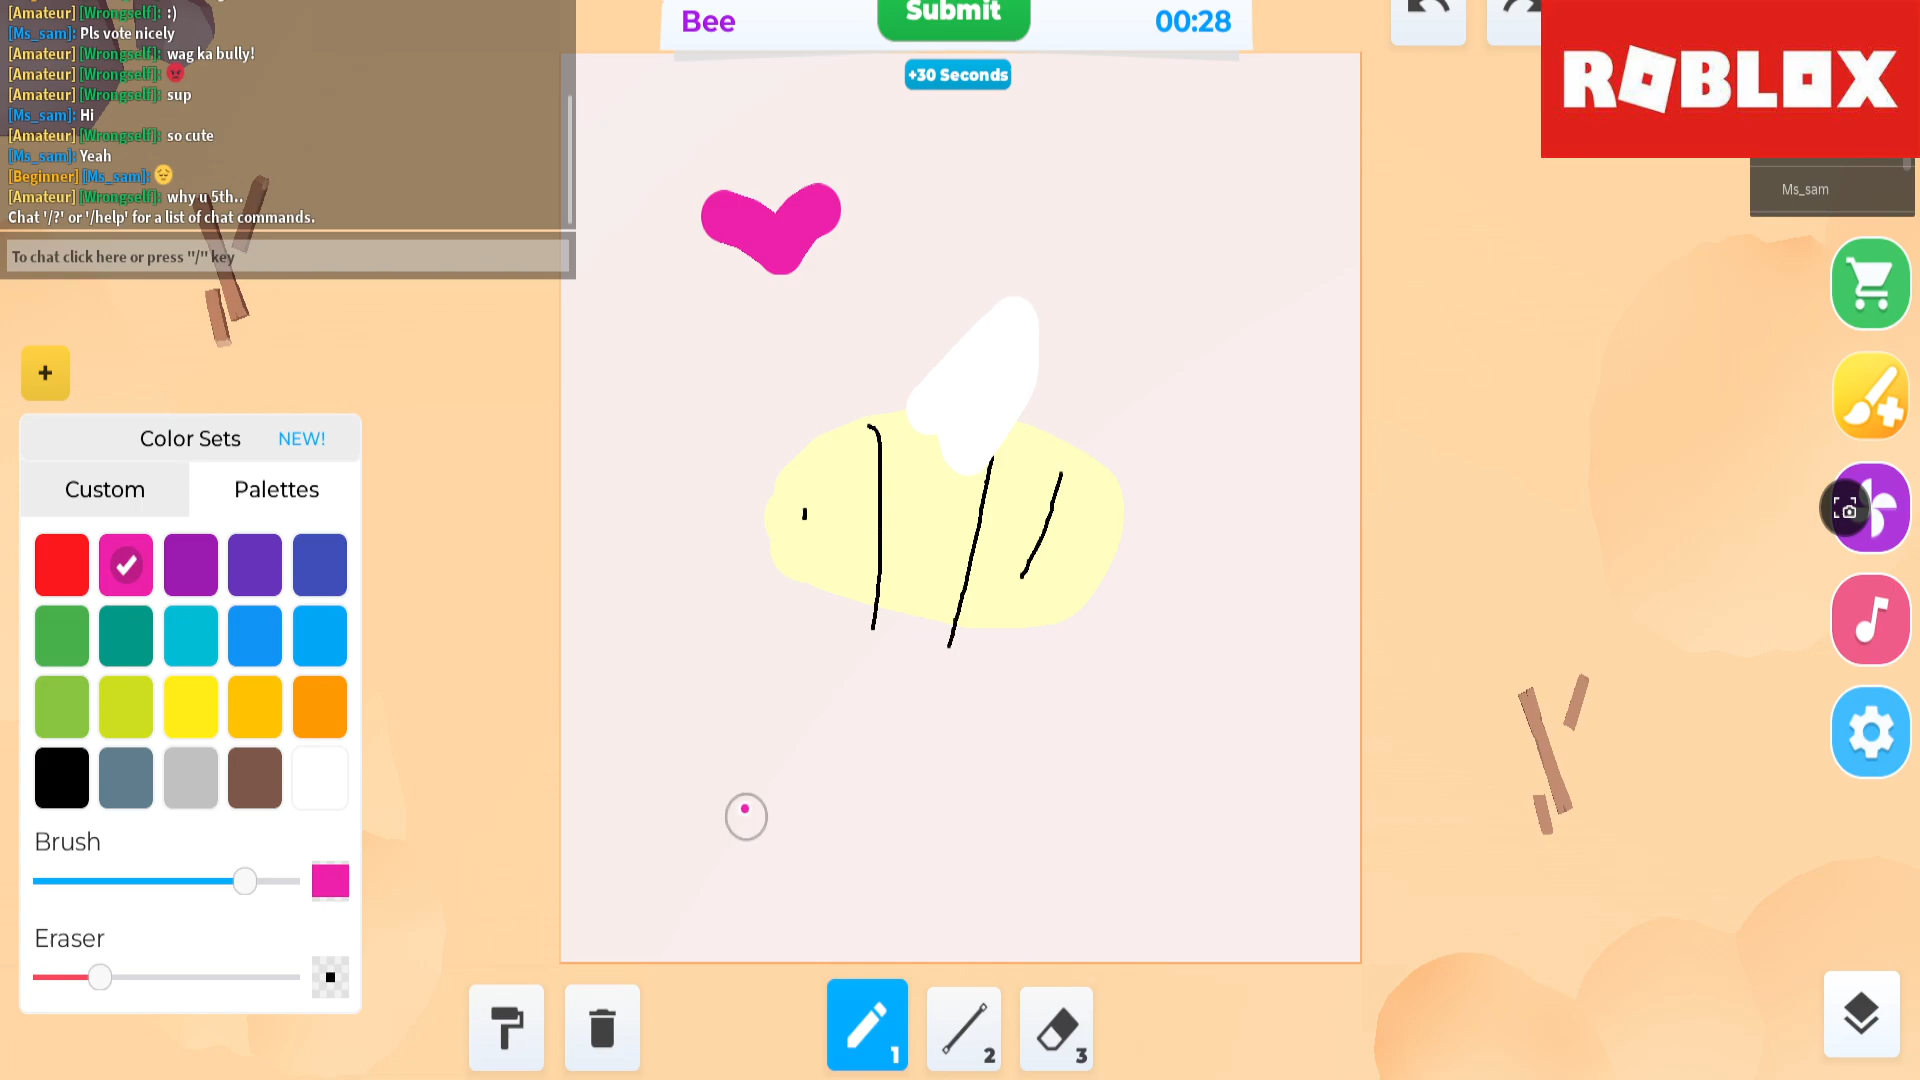 [Amateur] [Wrongself]: :)
[Ms_sam]: Pls vote nicely
[Amateur] [Wrongself]: wag ka bully!
[Amateur] [Wrongself]: 😡
[Amateur] [Wrongself]: sup
[Ms_sam]: Hi
[Amateur] [Wrongself]: so cute
[Ms_sam]: Yeah
[Beginner] [Ms_sam]: 😔
[Amateur] [Wrongself]: why u 5th..
Chat '/?' or '/help' for a list of chat commands.
To chat click here or press "/" key
Bee
Submit
00:28
+30 Seconds
ROBLOX
Ms_sam
+
Color Sets
NEW!
Custom
Palettes
Brush
Eraser
1
2
3